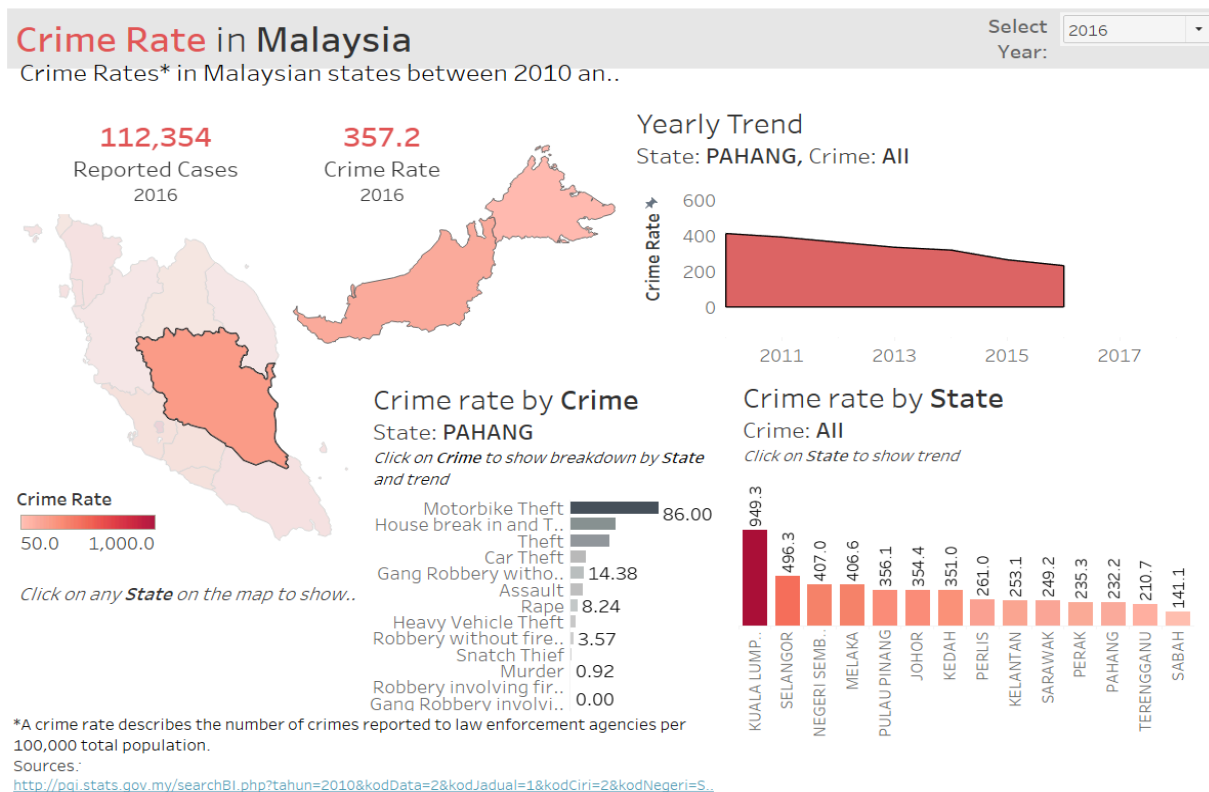 Crime Rate in Malaysia
Select Year:
2016
Crime Rates* in Malaysian states between 2010 an..
112,354
Reported Cases
2016
357.2
Crime Rate
2016
Yearly Trend
State: PAHANG, Crime: All
Crime Rate
600
400
200
0
2011
2013
2015
2017
Crime Rate
50.0
1,000.0
Click on any State on the map to show..
Crime rate by Crime
State: PAHANG
Click on Crime to show breakdown by State
and trend
Motorbike Theft 86.00
House break in and T..
Theft
Car Theft
Gang Robbery witho.. 14.38
Assault
Rape 8.24
Heavy Vehicle Theft
Robbery without fire.. 3.57
Snatch Thief
Murder 0.92
Robbery involving fir..
Gang Robbery involvi.. 0.00
Crime rate by State
Crime: All
Click on State to show trend
949.3
496.3
407.0
406.6
356.1
354.4
351.0
261.0
253.1
249.2
235.3
232.2
210.7
141.1
KUALA LUMP..
SELANGOR
NEGERI SEMB..
MELAKA
PULAU PINANG
JOHOR
KEDAH
PERLIS
KELANTAN
SARAWAK
PERAK
PAHANG
TERENGGANU
SABAH
*A crime rate describes the number of crimes reported to law enforcement agencies per
100,000 total population.
Sources:
http://pqi.stats.gov.my/searchBI.php?tahun=2010&kodData=2&kodJadual=1&kodCiri=2&kodNegeri=S..